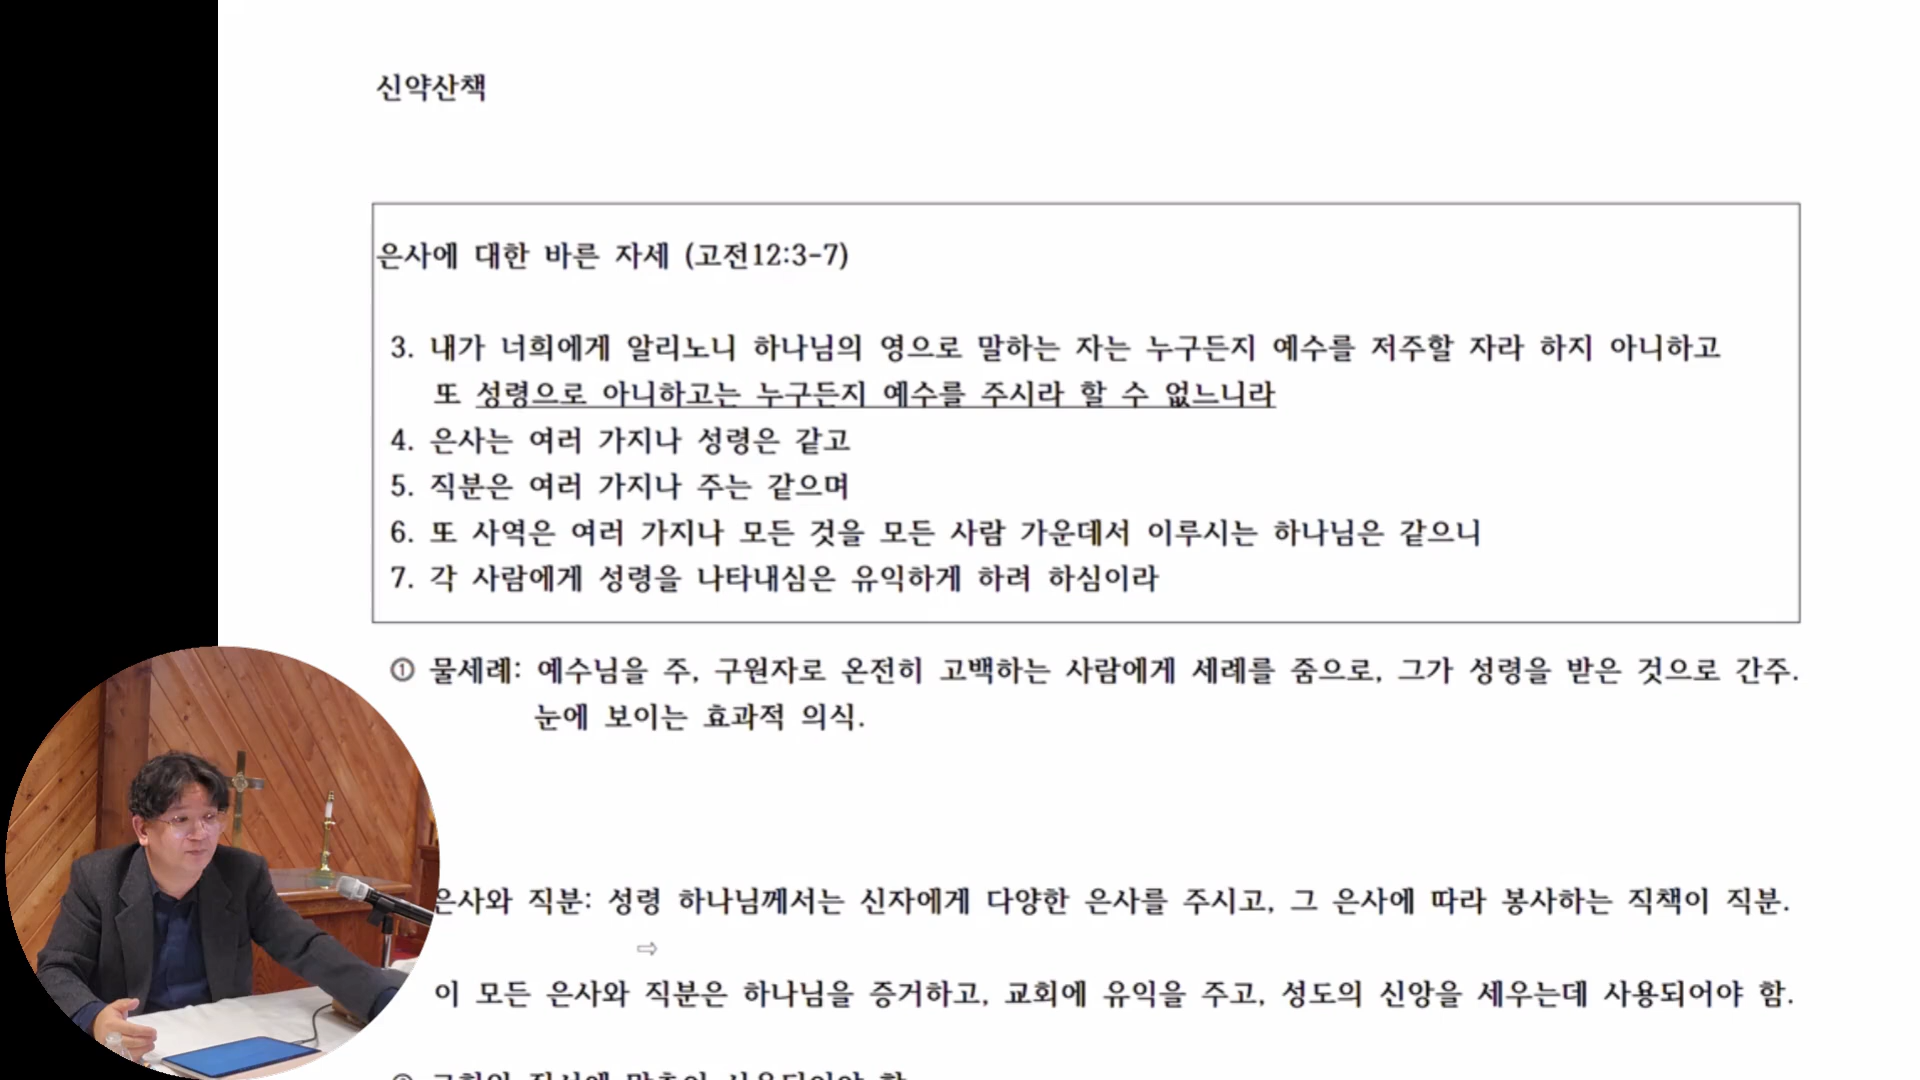 신약산책
은사에 대한 바른 자세 (고전12:3-7)
3. 내가 너희에게 알리노니 하나님의 영으로 말하는 자는 누구든지 예수를 저주할 자라 하지 아니하고
또 성령으로 아니하고는 누구든지 예수를 주시라 할 수 없느니라
4. 은사는 여러 가지나 성령은 같고
5. 직분은 여러 가지나 주는 같으며
6. 또 사역은 여러 가지나 모든 것을 모든 사람 가운데서 이루시는 하나님은 같으니
7. 각 사람에게 성령을 나타내심은 유익하게 하려 하심이라
① 물세례: 예수님을 주, 구원자로 온전히 고백하는 사람에게 세례를 줌으로, 그가 성령을 받은 것으로 간주.
눈에 보이는 효과적 의식.
은사와 직분: 성령 하나님께서는 신자에게 다양한 은사를 주시고, 그 은사에 따라 봉사하는 직책이 직분.
⇨
이 모든 은사와 직분은 하나님을 증거하고, 교회에 유익을 주고, 성도의 신앙을 세우는데 사용되어야 함.